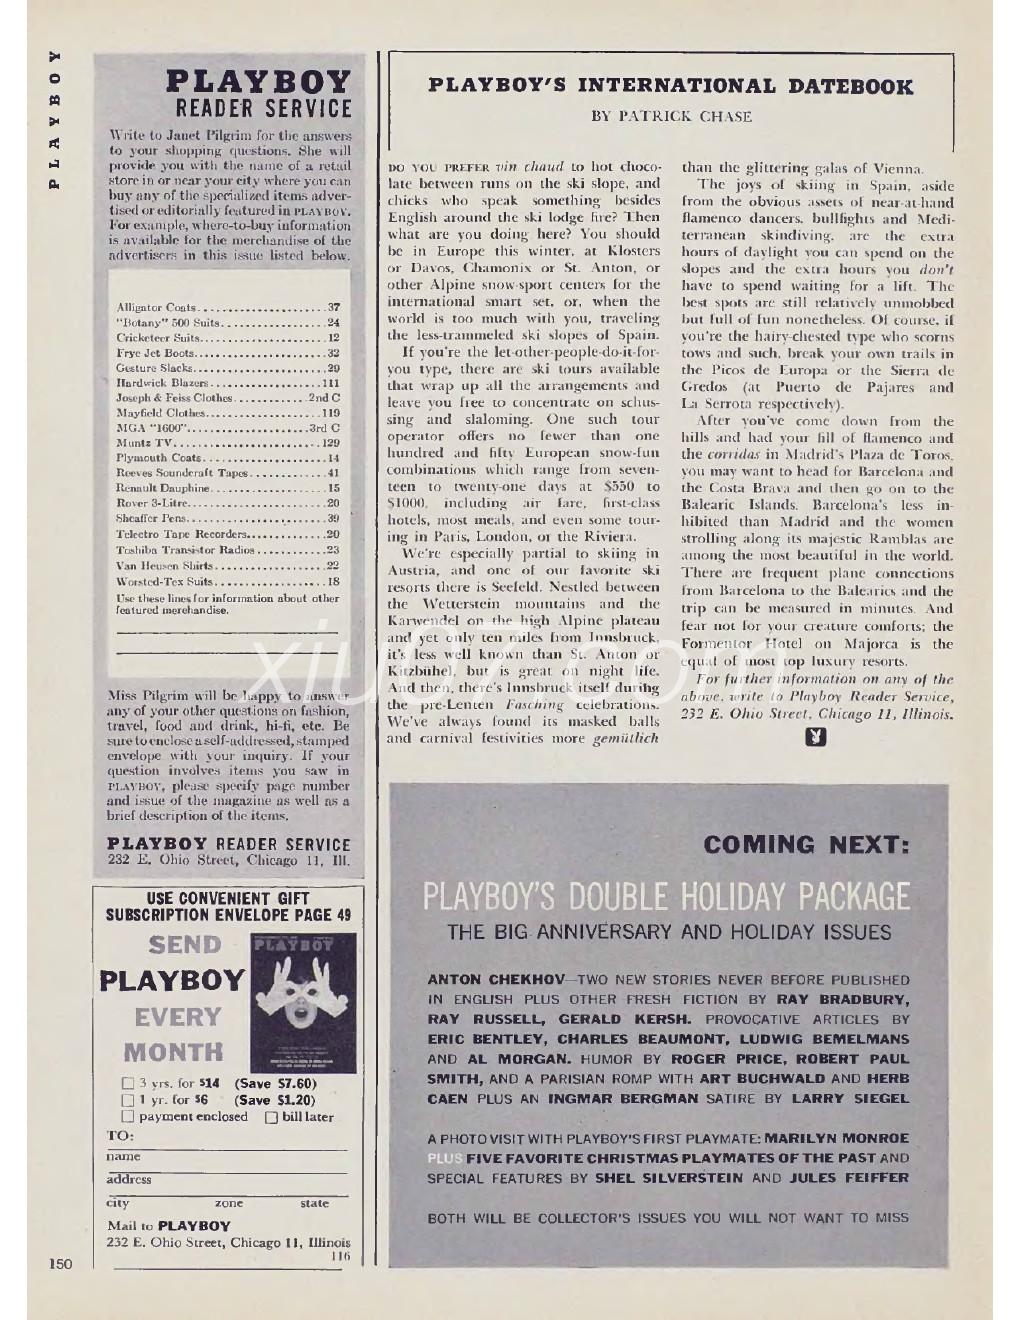 PLAYBOY
PLAYBOY
READER SERVICE
Write to Janet Pilgrim for the answers
to your shopping questions. She will
provide you with the name of a retail
store in or near your city where you can
buy any of the specialized items adver-
tised or editorially featured in PLAYBOY.
For example, where-to-buy information
is available for the merchandise of the
advertisers in this issue listed below.
Alligator Coats......................37
"Botany" 500 Suits..................24
Cricketeer Suits.....................12
Frye Jet Boots......................32
Gesture Slacks......................29
Hardwick Blazers...................111
Joseph & Feiss Clothes............2nd C
Mayfield Clothes...................119
MGA "1600"....................3rd C
Muntz TV........................129
Plymouth Coats.....................14
Reeves Soundcraft Tapes.............41
Renault Dauphine...................15
Rover 3-Litre.......................20
Sheaffer Pens.......................39
Telectro Tape Recorders.............20
Toshiba Transistor Radios............23
Van Heusen Shirts...................22
Worsted-Tex Suits...................18
Use these lines for information about other
featured merchandise.
Miss Pilgrim will be happy to answer
any of your other questions on fashion,
travel, food and drink, hi-fi, etc. Be
sure to enclose a self-addressed, stamped
envelope with your inquiry. If your
question involves items you saw in
PLAYBOY, please specify page number
and issue of the magazine as well as a
brief description of the items.
PLAYBOY READER SERVICE
232 E. Ohio Street, Chicago 11, Ill.
USE CONVENIENT GIFT
SUBSCRIPTION ENVELOPE PAGE 49
SEND
PLAYBOY
EVERY
MONTH
PLAYBOY
3 yrs. for $14 (Save $7.60)
1 yr. for $6 (Save $1.20)
payment enclosed bill later
TO:
name
address
city zone state
Mail to PLAYBOY
232 E. Ohio Street, Chicago 11, Illinois
116
150
PLAYBOY'S INTERNATIONAL DATEBOOK
BY PATRICK CHASE
DO YOU PREFER vin chaud to hot choco-
late between runs on the ski slope, and
chicks who speak something besides
English around the ski lodge fire? Then
what are you doing here? You should
be in Europe this winter, at Klosters
or Davos, Chamonix or St. Anton, or
other Alpine snow-sport centers for the
international smart set, or, when the
world is too much with you, traveling
the less-trammeled ski slopes of Spain.
If you're the let-other-people-do-it-for-
you type, there are ski tours available
that wrap up all the arrangements and
leave you free to concentrate on schus-
sing and slaloming. One such tour
operator offers no fewer than one
hundred and fifty European snow-fun
combinations which range from seven-
teen to twenty-one days at $550 to
$1000, including air fare, first-class
hotels, most meals, and even some tour-
ing in Paris, London, or the Riviera.
We're especially partial to skiing in
Austria, and one of our favorite ski
resorts there is Seefeld. Nestled between
the Wetterstein mountains and the
Karwendel on the high Alpine plateau
and yet only ten miles from Innsbruck,
it's less well known than St. Anton or
Kitzbühel, but is great on night life.
And then, there's Innsbruck itself during
the pre-Lenten Fasching celebrations.
We've always found its masked balls
and carnival festivities more gemütlich
than the glittering galas of Vienna.
The joys of skiing in Spain, aside
from the obvious assets of near-at-hand
flamenco dancers, bullfights and Medi-
terranean skindiving, are the extra
hours of daylight you can spend on the
slopes and the extra hours you don't
have to spend waiting for a lift. The
best spots are still relatively unmobbed
but full of fun nonetheless. Of course, if
you're the hairy-chested type who scorns
tows and such, break your own trails in
the Picos de Europa or the Sierra de
Gredos (at Puerto de Pajares and
La Serrota respectively).
After you've come down from the
hills and had your fill of flamenco and
the corridas in Madrid's Plaza de Toros,
you may want to head for Barcelona and
the Costa Brava and then go on to the
Balearic Islands. Barcelona's less in-
hibited than Madrid and the women
strolling along its majestic Ramblas are
among the most beautiful in the world.
There are frequent plane connections
from Barcelona to the Balearics and the
trip can be measured in minutes. And
fear not for your creature comforts; the
Formentor Hotel on Majorca is the
equal of most top luxury resorts.
For further information on any of the
above, write to Playboy Reader Service,
232 E. Ohio Street, Chicago 11, Illinois.
COMING NEXT:
PLAYBOY'S DOUBLE HOLIDAY PACKAGE
THE BIG ANNIVERSARY AND HOLIDAY ISSUES
ANTON CHEKHOV—TWO NEW STORIES NEVER BEFORE PUBLISHED
IN ENGLISH PLUS OTHER FRESH FICTION BY RAY BRADBURY,
RAY RUSSELL, GERALD KERSH. PROVOCATIVE ARTICLES BY
ERIC BENTLEY, CHARLES BEAUMONT, LUDWIG BEMELMANS
AND AL MORGAN. HUMOR BY ROGER PRICE, ROBERT PAUL
SMITH, AND A PARISIAN ROMP WITH ART BUCHWALD AND HERB
CAEN PLUS AN INGMAR BERGMAN SATIRE BY LARRY SIEGEL
A PHOTO VISIT WITH PLAYBOY'S FIRST PLAYMATE: MARILYN MONROE
PLUS FIVE FAVORITE CHRISTMAS PLAYMATES OF THE PAST AND
SPECIAL FEATURES BY SHEL SILVERSTEIN AND JULES FEIFFER
BOTH WILL BE COLLECTOR'S ISSUES YOU WILL NOT WANT TO MISS